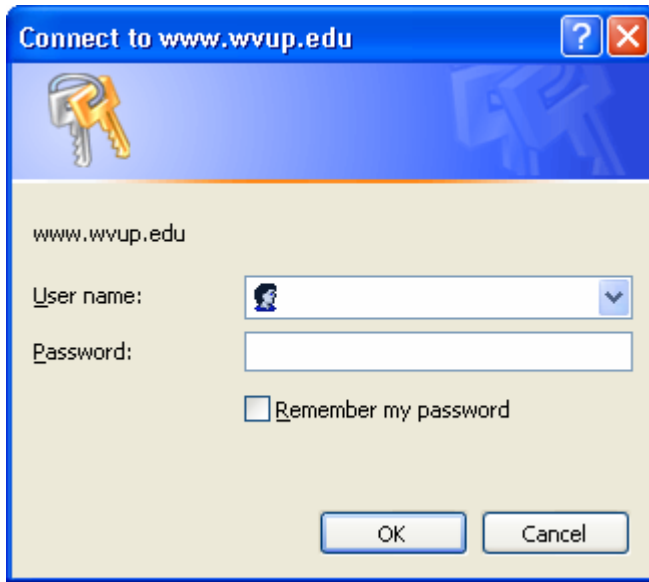 Connect to www.wvup.edu
www.wvup.edu
User name:
Password:
Remember my password
OK Cancel